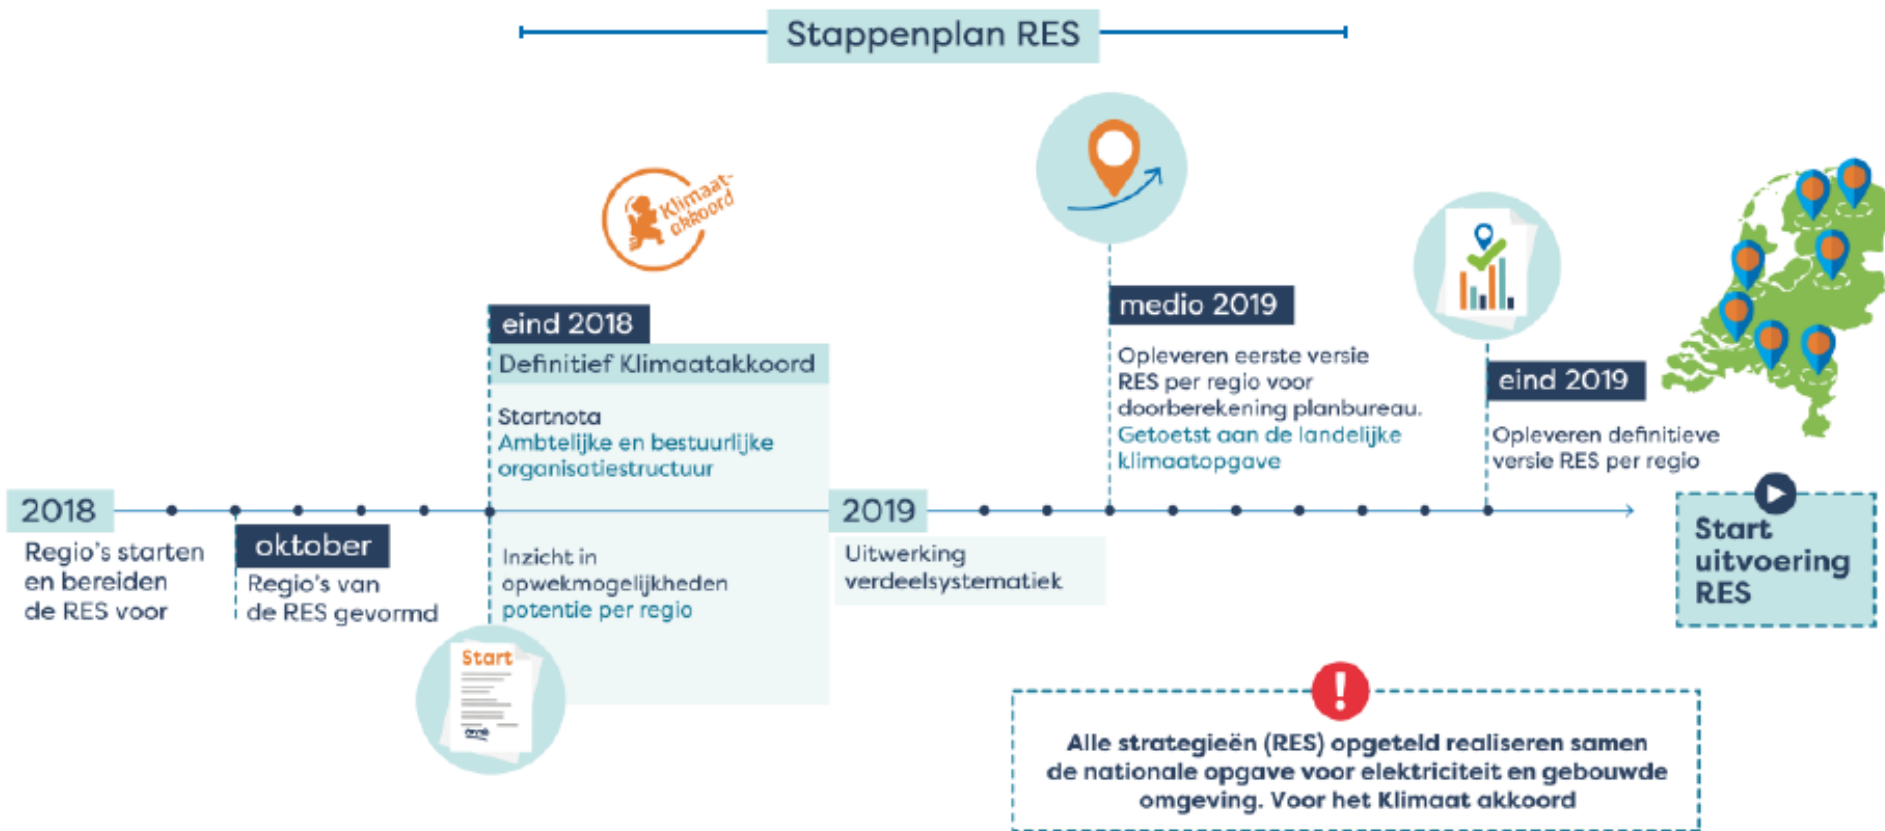 Stappenplan RES
Klimaat-
akkoord
eind 2018
Definitief Klimaatakkoord
Startnota
Ambtelijke en bestuurlijke
organisatiestructuur
medio 2019
Opleveren eerste versie
RES per regio voor
doorberekening planbureau.
Getoetst aan de landelijke
klimaatopgave
eind 2019
Opleveren definitieve
versie RES per regio
2018
Regio's starten
en bereiden
de RES voor
oktober
Regio's van
de RES gevormd
Inzicht in
opwekmogelijkheden
potentie per regio
Start
2019
Uitwerking
verdeelsystematiek
Start
uitvoering
RES
!
Alle strategieën (RES) opgeteld realiseren samen
de nationale opgave voor elektriciteit en gebouwde
omgeving. Voor het Klimaat akkoord